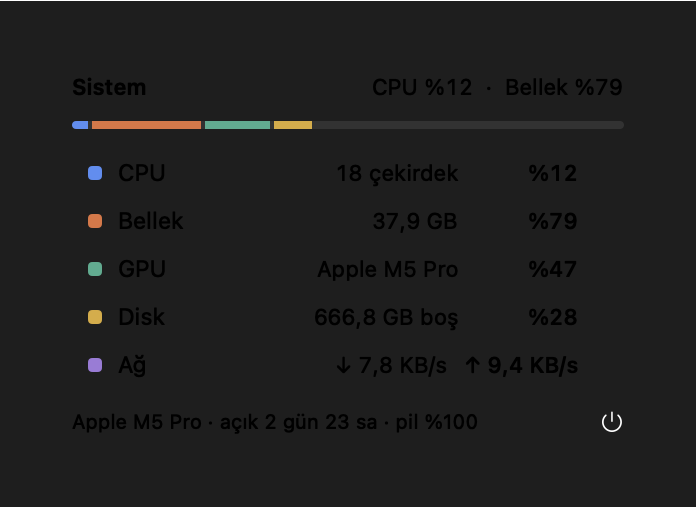 Sistem CPU %12 · Bellek %79
CPU 18 çekirdek %12
Bellek 37,9 GB %79
GPU Apple M5 Pro %47
Disk 666,8 GB boş %28
Ağ ↓ 7,8 KB/s ↑ 9,4 KB/s
Apple M5 Pro · açık 2 gün 23 sa · pil %100